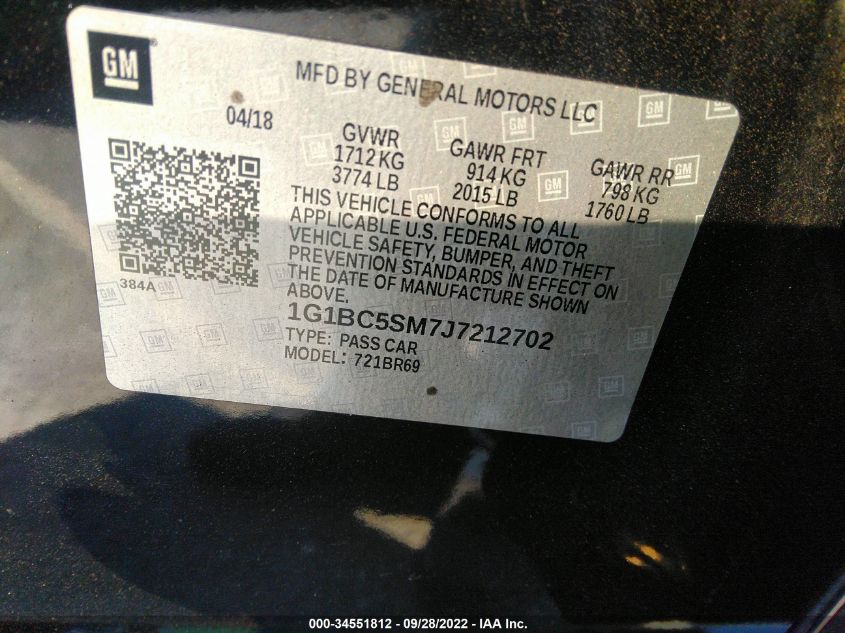 GM
MFD BY GENERAL MOTORS LLC
04/18
GVWR GAWR FRT GAWR RR
1712 KG 914 KG 798 KG
3774 LB 2015 LB 1760 LB
THIS VEHICLE CONFORMS TO ALL
APPLICABLE U.S. FEDERAL MOTOR
VEHICLE SAFETY, BUMPER, AND THEFT
PREVENTION STANDARDS IN EFFECT ON
THE DATE OF MANUFACTURE SHOWN
ABOVE.
384A
1G1BC5SM7J7212702
TYPE: PASS CAR
MODEL: 721BR69
000-34551812 - 09/28/2022 - IAA Inc.